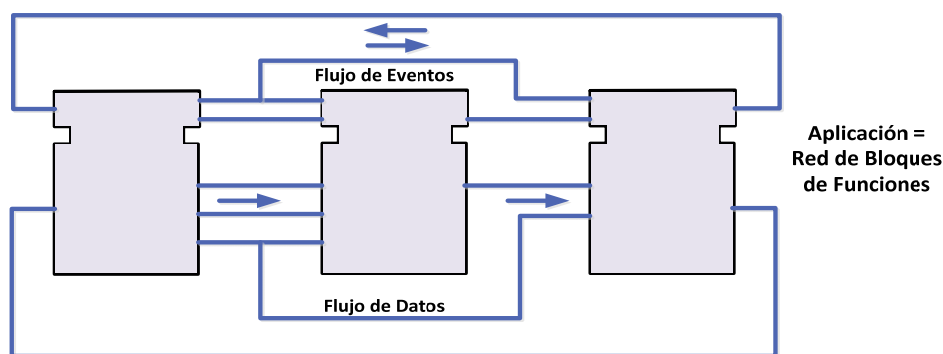 Flujo de Eventos
Aplicación =
Red de Bloques
de Funciones
Flujo de Datos